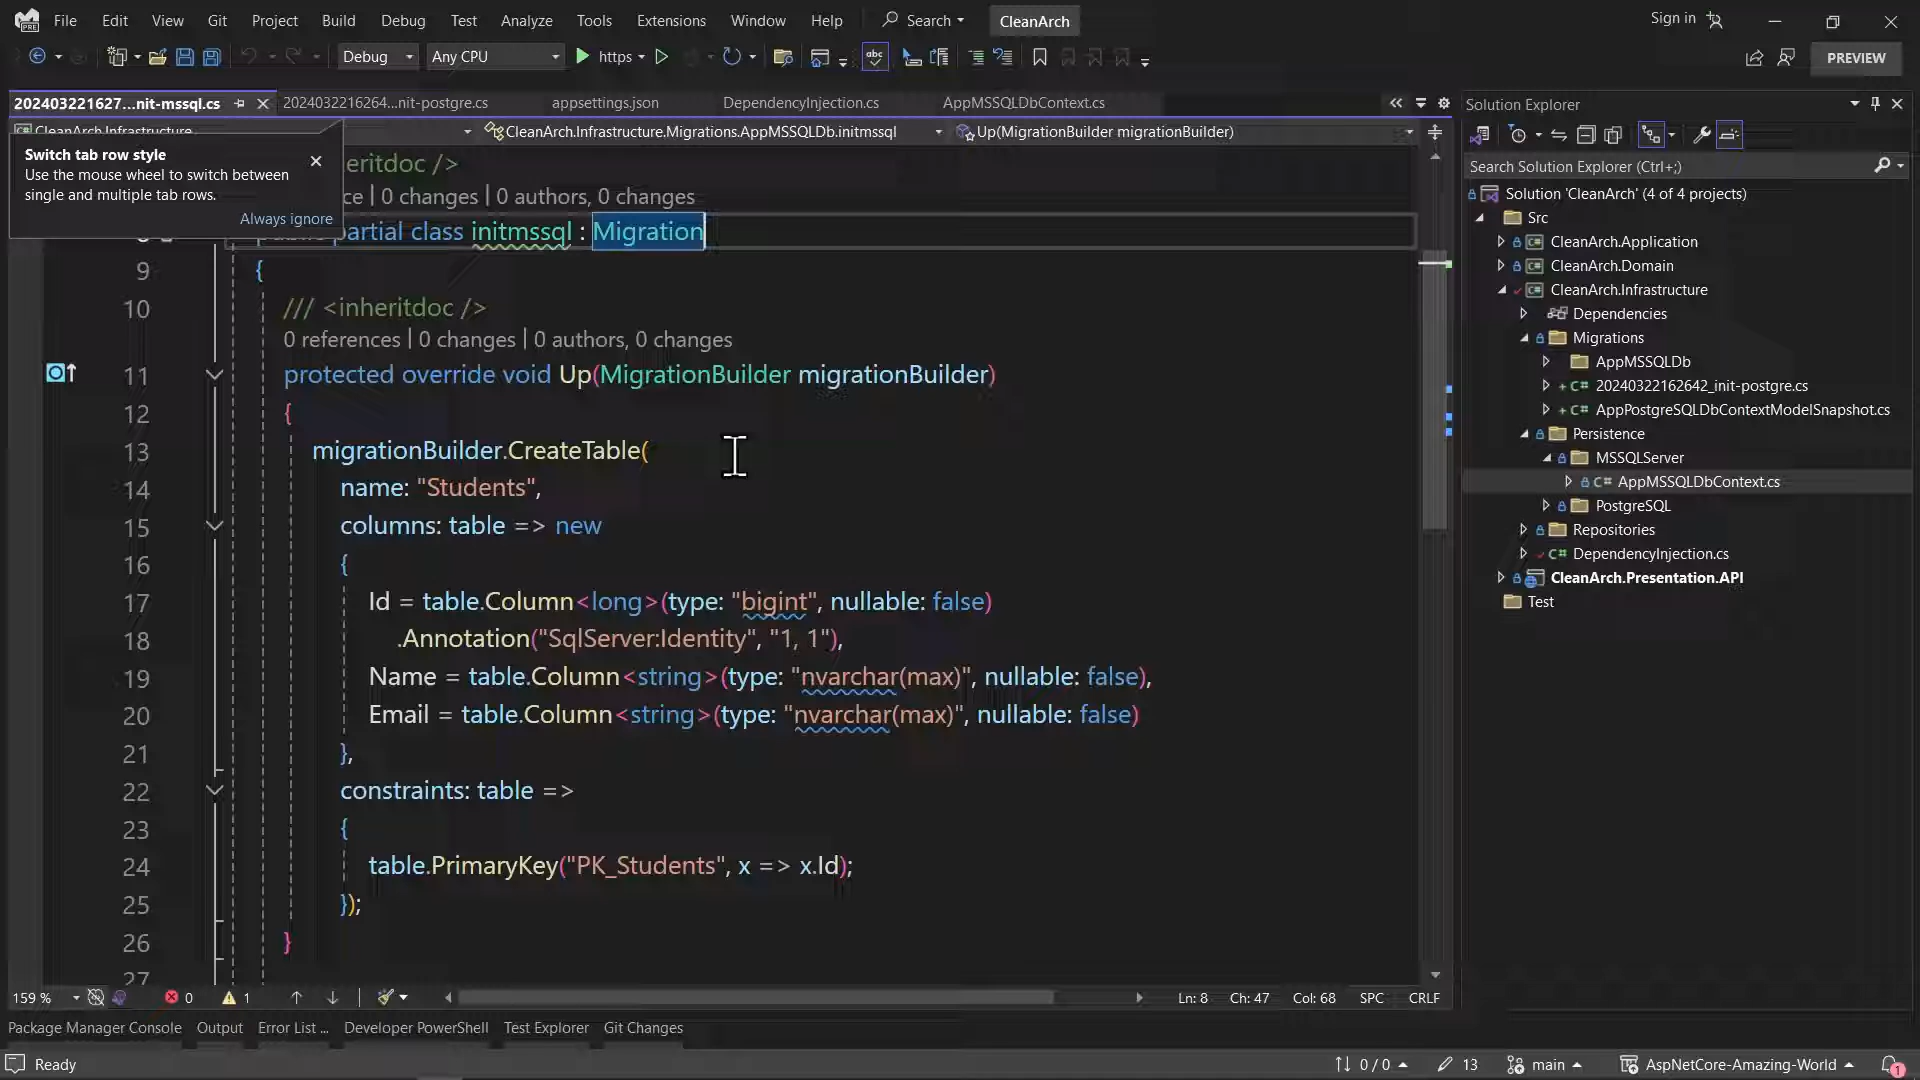 File Edit View Git Project Build Debug Test Analyze Tools Extensions Window Help Search CleanArch Sign in
Debug Any CPU https PREVIEW
202403221627...nit-mssql.cs 202403221626​4...nit-postgre.cs appsettings.json DependencyInjection.cs AppMSSQLDbContext.cs
CleanArch.Infrastructure CleanArch.Infrastructure.Migrations.AppMSSQLDb.initmssql Up(MigrationBuilder migrationBuilder)
Switch tab row style
Use the mouse wheel to switch between
single and multiple tab rows.
Always ignore
eritdoc />
ce | 0 changes | 0 authors, 0 changes
partial class initmssql : Migration
9 {
10 /// <inheritdoc />
0 references | 0 changes | 0 authors, 0 changes
11 protected override void Up(MigrationBuilder migrationBuilder)
12 {
13 migrationBuilder.CreateTable(
14 name: "Students",
15 columns: table => new
16 {
17 Id = table.Column<long>(type: "bigint", nullable: false)
18 .Annotation("SqlServer:Identity", "1, 1"),
19 Name = table.Column<string>(type: "nvarchar(max)", nullable: false),
20 Email = table.Column<string>(type: "nvarchar(max)", nullable: false)
21 },
22 constraints: table =>
23 {
24 table.PrimaryKey("PK_Students", x => x.Id);
25 });
26 }
27
159 % 0 1 Ln: 8 Ch: 47 Col: 68 SPC CRLF
Package Manager Console Output Error List ... Developer PowerShell Test Explorer Git Changes
Ready 0 / 0 13 main AspNetCore-Amazing-World 1
Solution Explorer
Search Solution Explorer (Ctrl+;)
Solution 'CleanArch' (4 of 4 projects)
Src
CleanArch.Application
CleanArch.Domain
CleanArch.Infrastructure
Dependencies
Migrations
AppMSSQLDb
20240322162642_init-postgre.cs
AppPostgreSQLDbContextModelSnapshot.cs
Persistence
MSSQLServer
AppMSSQLDbContext.cs
PostgreSQL
Repositories
DependencyInjection.cs
CleanArch.Presentation.API
Test